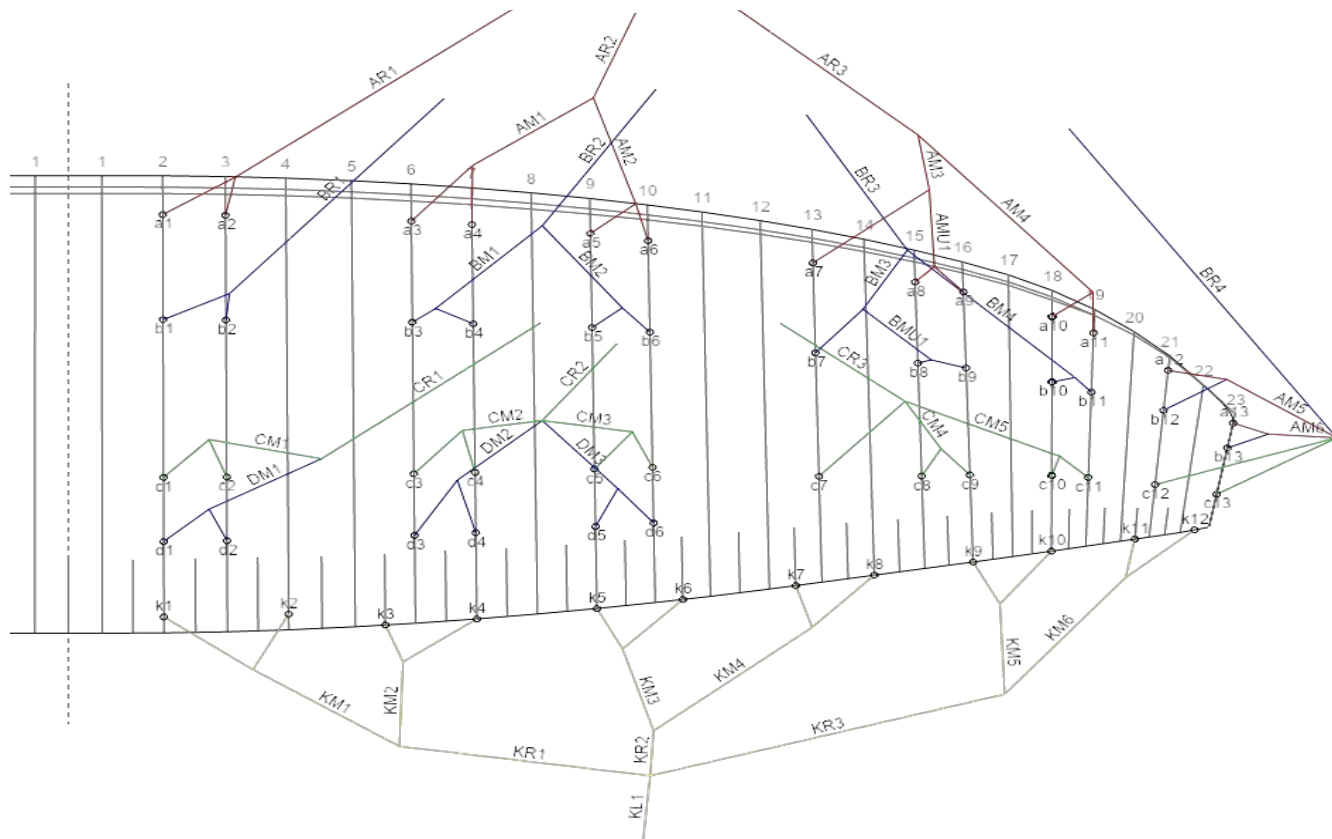 AR1
AR2
AR3
AM1
AM2
BR2
BR1
BR3
AM3
AM4
AMU1
BR4
1
1
2
3
4
5
6
7
8
9
10
11
12
13
14
15
16
17
18
19
20
21
22
23
a1
a2
a3
a4
a5
a6
a7
a8
a9
a10
a11
a12
a13
BM1
BM2
BM3
BM4
BMU1
AM5
AM6
b1
b2
b3
b4
b5
b6
b7
b8
b9
b10
b11
b12
b13
CR1
CR2
CR3
CM1
CM2
CM3
CM4
CM5
DM1
DM2
DM3
c1
c2
c3
c4
c5
c6
c7
c8
c9
c10
c11
c12
c13
d1
d2
d3
d4
d5
d6
k1
k2
k3
k4
k5
k6
k7
k8
k9
k10
k11
k12
KM1
KM2
KM3
KM4
KM5
KM6
KR1
KR2
KR3
KL1